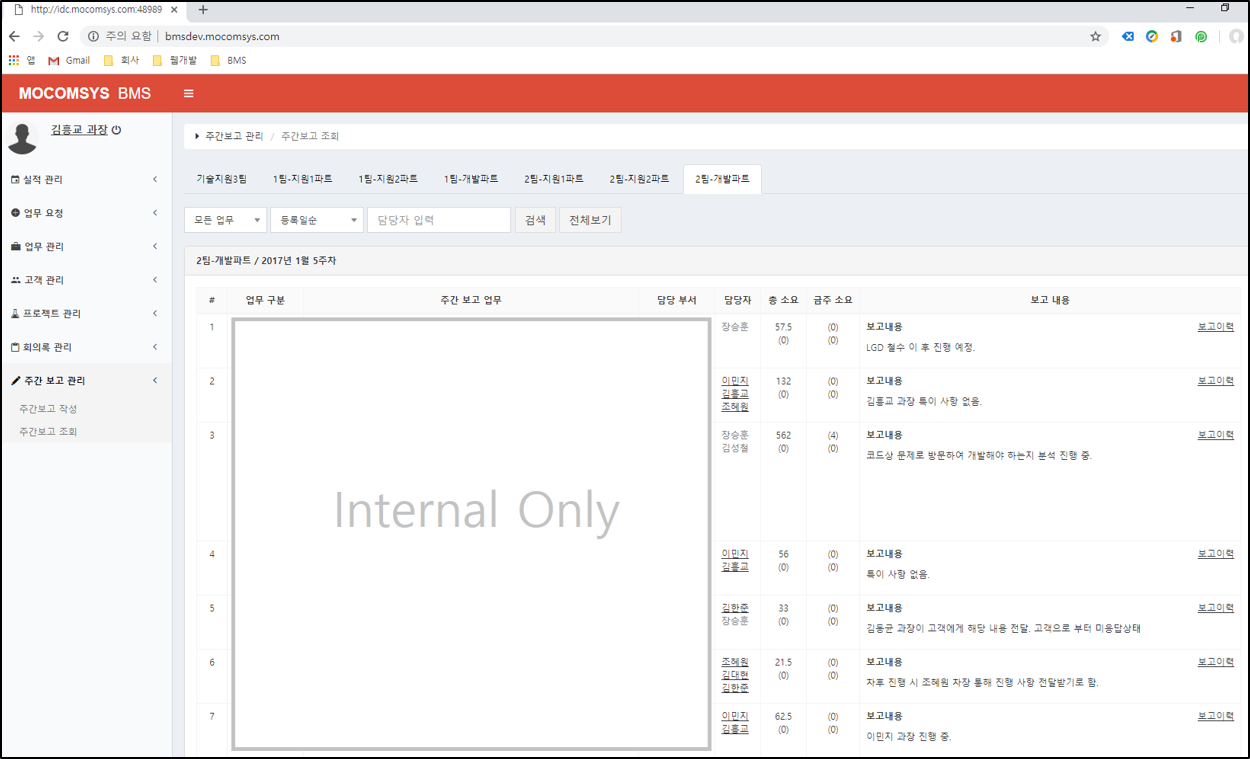 http://idc.mocomsys.com:48989
주의 요함 | bmsdev.mocomsys.com
앱 Gmail 회사 웹개발 BMS
MOCOMSYS BMS
김흥교 과장
주간보고 관리 / 주간보고 조회
실적 관리
업무 요청
업무 관리
고객 관리
프로젝트 관리
회의록 관리
주간 보고 관리
주간보고 작성
주간보고 조회
기술지원3팀 1팀-지원1파트 1팀-지원2파트 1팀-개발파트 2팀-지원1파트 2팀-지원2파트 2팀-개발파트
모든 업무 등록일순 담당자 입력 검색 전체보기
2팀-개발파트 / 2017년 1월 5주차
# 업무 구분 주간 보고 업무 담당 부서 담당자 총 소요 금주 소요 보고 내용
1 장승훈 57.5 (0) 보고내용 보고이력
(0) (0) LGD 철수 이 후 진행 예정.
2 이민지 132 (0) 보고내용 보고이력
김흥교 (0) (0) 김흥교 과장 특이 사항 없음.
조혜원
3 장승훈 562 (4) 보고내용 보고이력
김성철 (0) (0) 코드상 문제로 방문하여 개발해야 하는지 분석 진행 중.
Internal Only
4 이민지 56 (0) 보고내용 보고이력
김흥교 (0) (0) 특이 사항 없음.
5 김한준 33 (0) 보고내용 보고이력
장승훈 (0) (0) 김동균 과장이 고객에게 해당 내용 전달. 고객으로 부터 미응답상태
6 조혜원 21.5 (0) 보고내용 보고이력
김대현 (0) (0) 차후 진행 시 조혜원 차장 통해 진행 사항 전달받기로 함.
김한준
7 이민지 62.5 (0) 보고내용 보고이력
김흥교 (0) (0) 이민지 과장 진행 중.